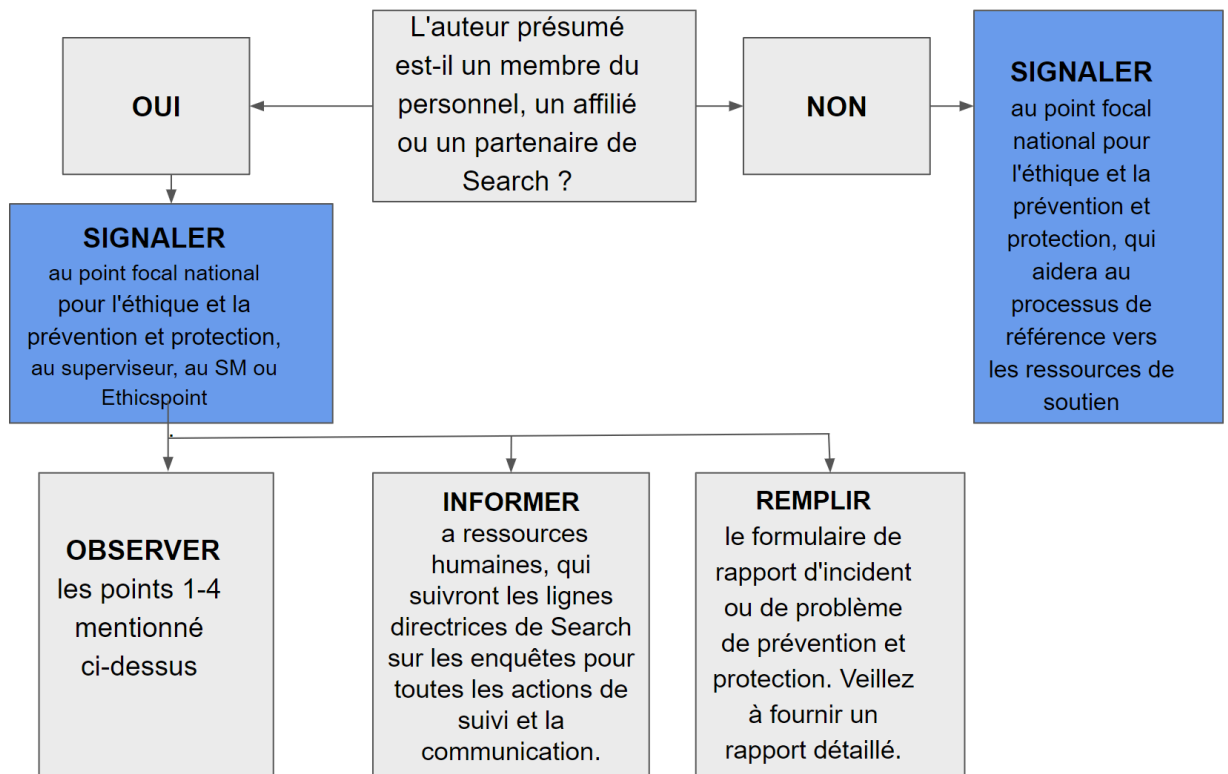 L'auteur présumé
est-il un membre du
personnel, un affilié
ou un partenaire de
Search ?
OUI
NON
SIGNALER
au point focal
national pour
l'éthique et la
prévention et
protection, qui
aidera au
processus de
référence vers
les ressources de
soutien
SIGNALER
au point focal national
pour l'éthique et la
prévention et protection,
au superviseur, au SM ou
Ethicspoint
.
OBSERVER
les points 1-4
mentionné
ci-dessus
INFORMER
a ressources
humaines, qui
suivront les lignes
directrices de Search
sur les enquêtes pour
toutes les actions de
suivi et la
communication.
REMPLIR
le formulaire de
rapport d'incident
ou de problème
de prévention et
protection. Veillez
à fournir un
rapport détaillé.